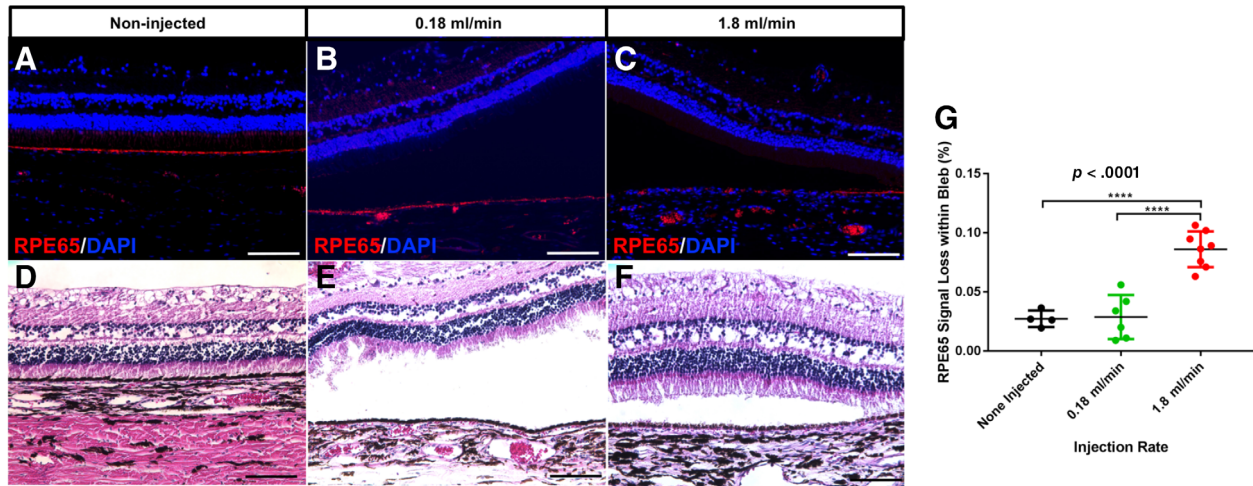 Non-injected
0.18 ml/min
1.8 ml/min
A
B
C
RPE65/DAPI
RPE65/DAPI
RPE65/DAPI
D
E
F
G
p < .0001
****
****
RPE65 Signal Loss within Bleb (%)
0.15
0.10
0.05
0.00
None Injected
0.18 ml/min
1.8 ml/min
Injection Rate